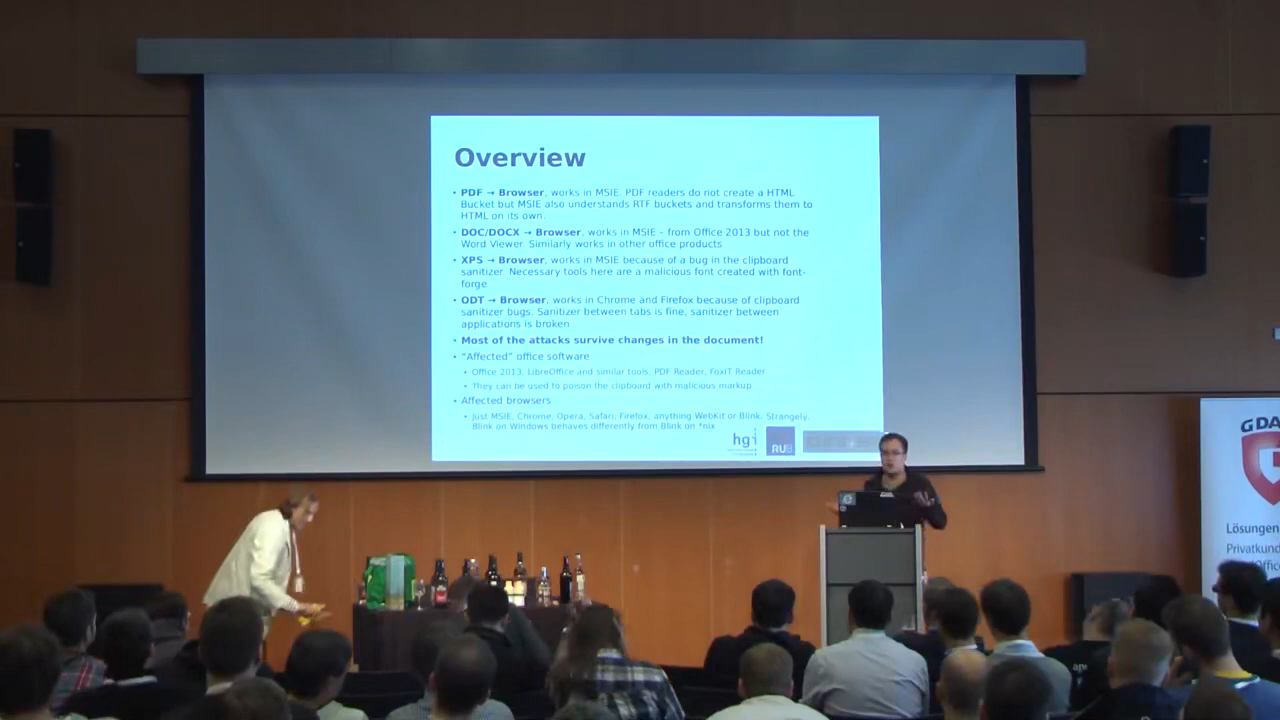 Overview
• PDF → Browser, works in MSIE. PDF readers do not create a HTML
Bucket but MSIE also understands RTF buckets and transforms them to
HTML on its own.
• DOC/DOCX → Browser, works in MSIE – from Office 2013 but not the
Word Viewer. Similarly works in other office products
• XPS → Browser, works in MSIE because of a bug in the clipboard
sanitizer. Necessary tools here are a malicious font created with font-
forge
• ODT → Browser, works in Chrome and Firefox because of clipboard
sanitizer bugs. Sanitizer between tabs is fine, sanitizer between
applications is broken
• Most of the attacks survive changes in the document!
• "Affected" office software
• Office 2013, LibreOffice and similar tools, PDF Reader, FoxIT Reader
• They can be used to poison the clipboard with malicious markup
• Affected browsers
• Just MSIE, Chrome, Opera, Safari, Firefox, anything WebKit or Blink. Strangely,
Blink on Windows behaves differently from Blink on *nix
hgi
RUB
G DA
Lösungen
Privatkund